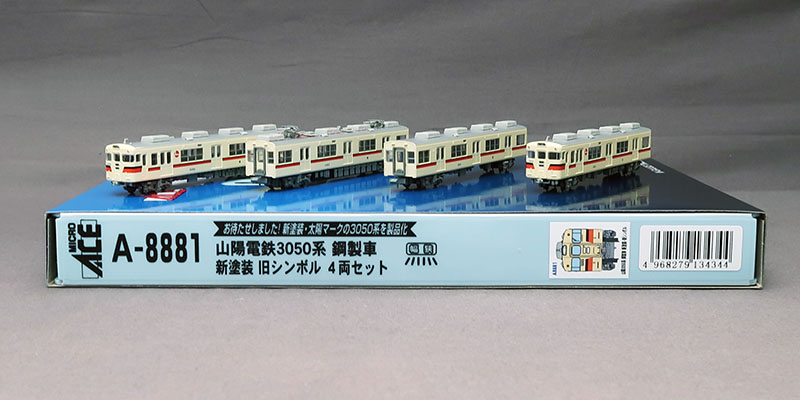 MICRO
ACE
A-8881
お待たせしました!新塗装・太陽マークの3050系を製品化
山陽電鉄3050系 鋼製車
新塗装 旧シンボル 4両セット
A8881
4 968279 134344